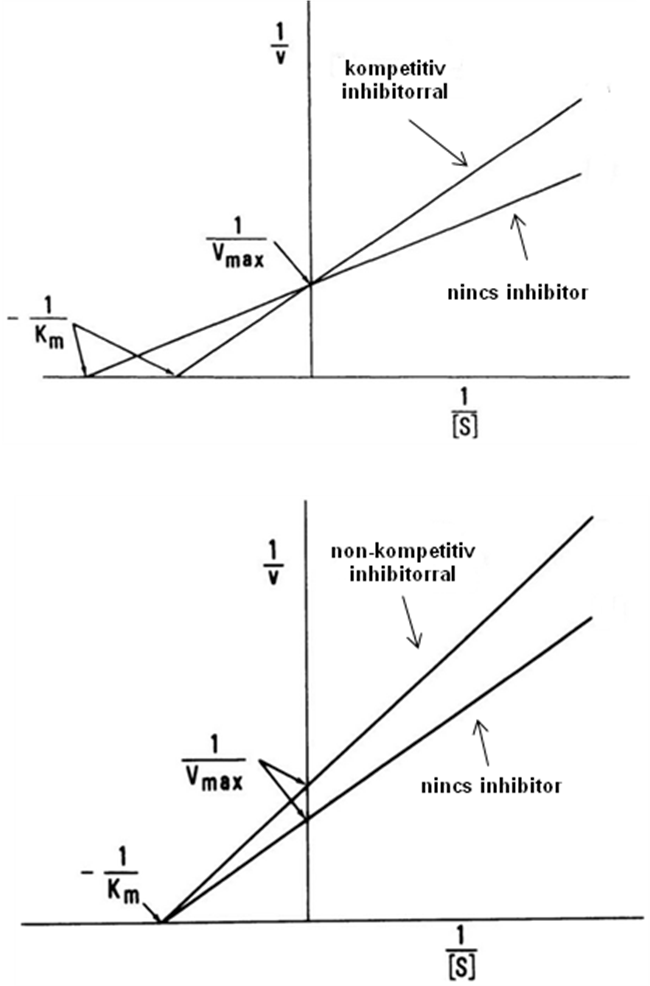 1
v
kompetitiv
inhibitorral
1
Vmax
nincs inhibitor
- 1
Km
1
[S]
1
v
non-kompetitiv
inhibitorral
1
Vmax
nincs inhibitor
- 1
Km
1
[S]